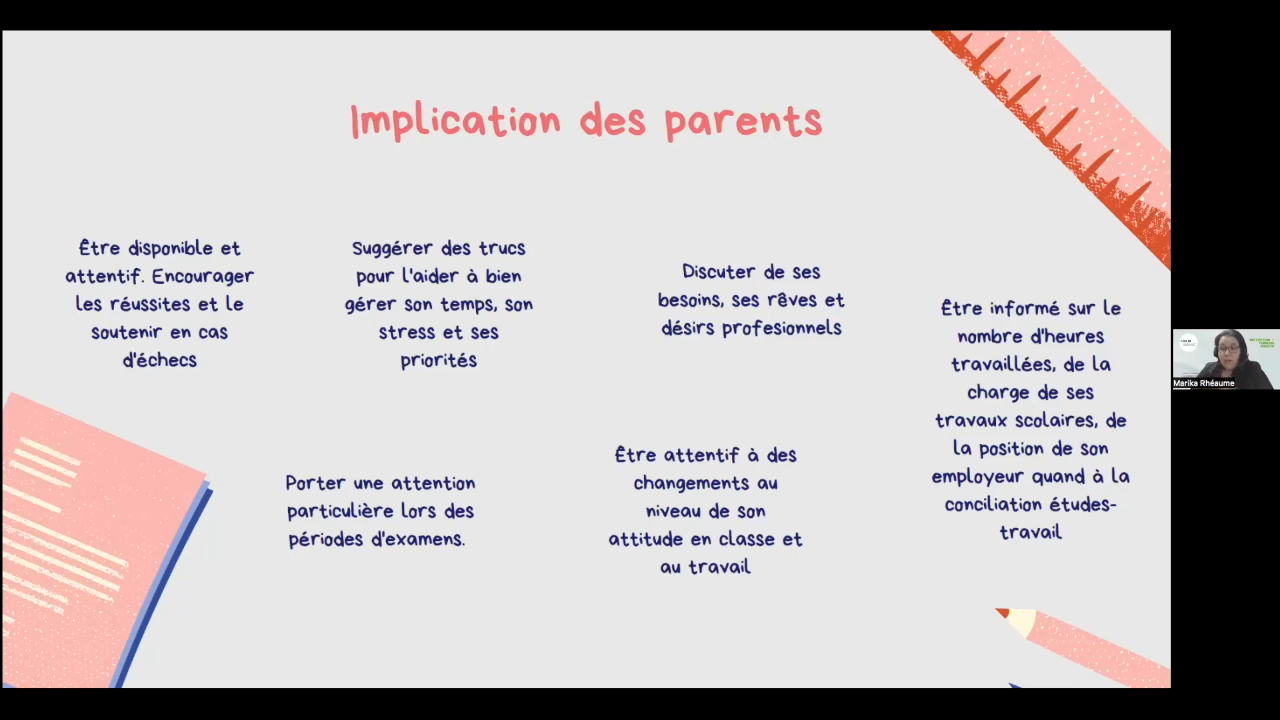 Implication des parents
Être disponible et
attentif. Encourager
les réussites et le
soutenir en cas
d'échecs
Suggérer des trucs
pour l'aider à bien
gérer son temps, son
stress et ses
priorités
Discuter de ses
besoins, ses rêves et
désirs profesionnels
Être informé sur le
nombre d'heures
travaillées, de la
charge de ses
travaux scolaires, de
la position de son
employeur quand à la
conciliation études-
travail
Porter une attention
particulière lors des
périodes d'examens.
Être attentif à des
changements au
niveau de son
attitude en classe et
au travail
Marika Rhéaume